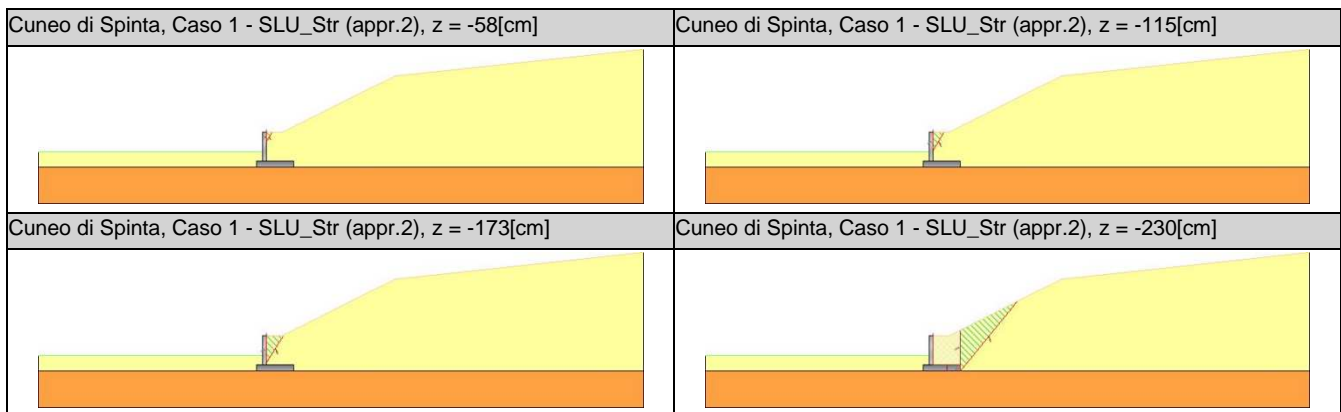 Cuneo di Spinta, Caso 1 - SLU_Str (appr.2), z = -58[cm]
Cuneo di Spinta, Caso 1 - SLU_Str (appr.2), z = -115[cm]
Cuneo di Spinta, Caso 1 - SLU_Str (appr.2), z = -173[cm]
Cuneo di Spinta, Caso 1 - SLU_Str (appr.2), z = -230[cm]